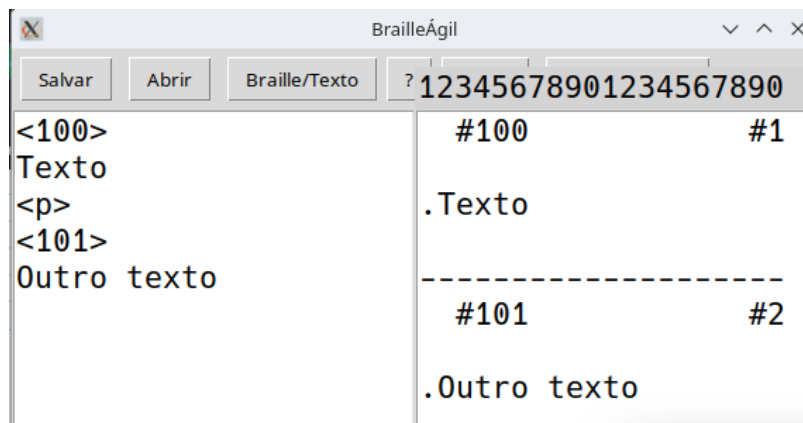 BrailleÁgil
Salvar Abrir Braille/Texto ?
12345678901234567890
<100>
Texto
<p>
<101>
Outro texto
#100 #1
.Texto
--------------------
#101 #2
.Outro texto